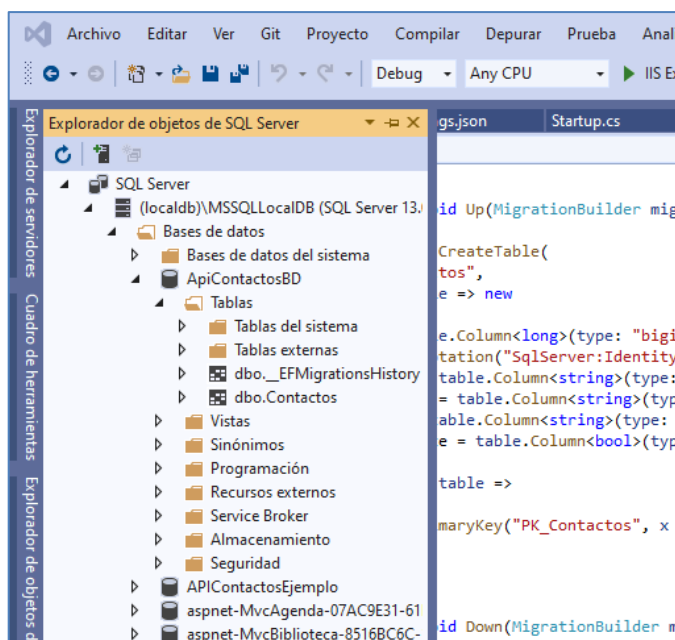 Archivo Editar Ver Git Proyecto Compilar Depurar Prueba Anal
Debug Any CPU IIS E
Explorador de servidores
Cuadro de herramientas
Explorador de objetos d
Explorador de objetos de SQL Server
SQL Server
(localdb)\MSSQLLocalDB (SQL Server 13.
Bases de datos
Bases de datos del sistema
ApiContactosBD
Tablas
Tablas del sistema
Tablas externas
dbo.__EFMigrationsHistory
dbo.Contactos
Vistas
Sinónimos
Programación
Recursos externos
Service Broker
Almacenamiento
Seguridad
APIContactosEjemplo
aspnet-MvcAgenda-07AC9E31-61
aspnet-MvcBiblioteca-8516BC6C-
gs.json Startup.cs
id Up(MigrationBuilder mig
CreateTable(
tos",
e => new
e.Column<long>(type: "bigi
tation("SqlServer:Identity
table.Column<string>(type:
= table.Column<string>(typ
able.Column<string>(type:
e = table.Column<bool>(typ
table =>
maryKey("PK_Contactos", x
id Down(MigrationBuilder m